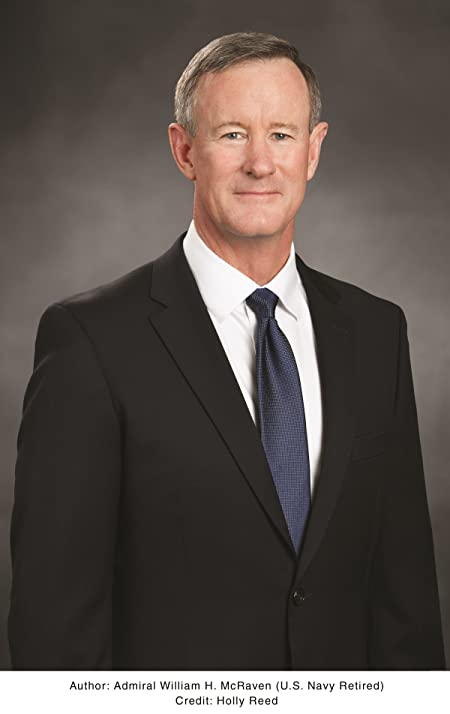 Author: Admiral William H. McRaven (U.S. Navy Retired)
Credit: Holly Reed